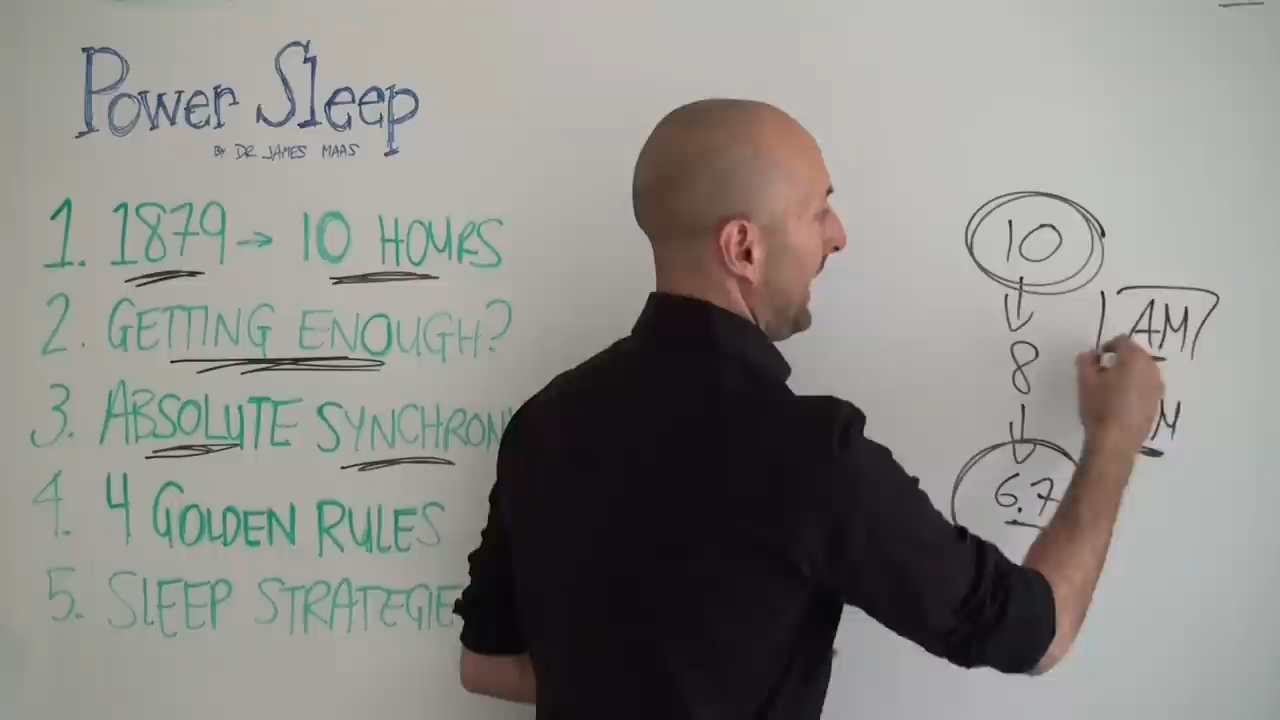 Power Sleep
BY DR JAMES MAAS
1. 1879 → 10 HOURS
2. GETTING ENOUGH?
3. ABSOLUTE SYNCHRON
4. 4 GOLDEN RULES
5. SLEEP STRATEGIE
10
8
6.7
AM
M